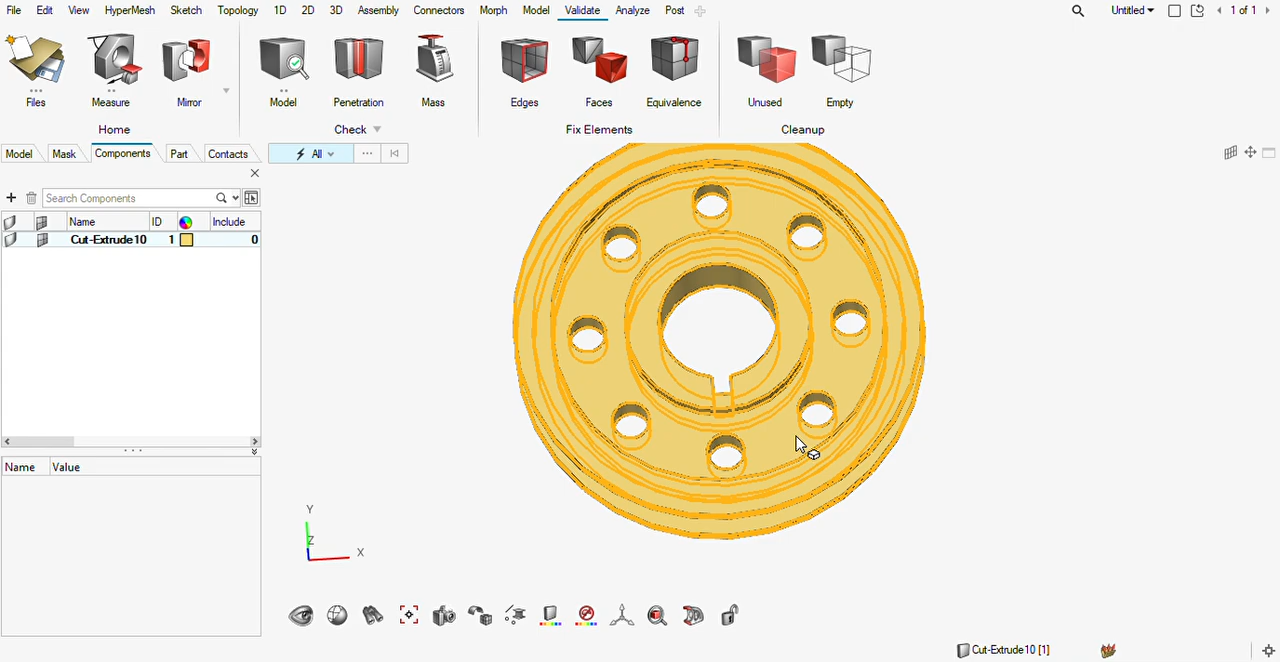 File Edit View HyperMesh Sketch Topology 1D 2D 3D Assembly Connectors Morph Model Validate Analyze Post Untitled 1 of 1
Files Measure Mirror Model Penetration Mass Edges Faces Equivalence Unused Empty
Home Check Fix Elements Cleanup
Model Mask Components Part Contacts All
Search Components
Name ID Include
Cut-Extrude10 1 0
Name Value
Y
Z
X
Cut-Extrude10 [1]